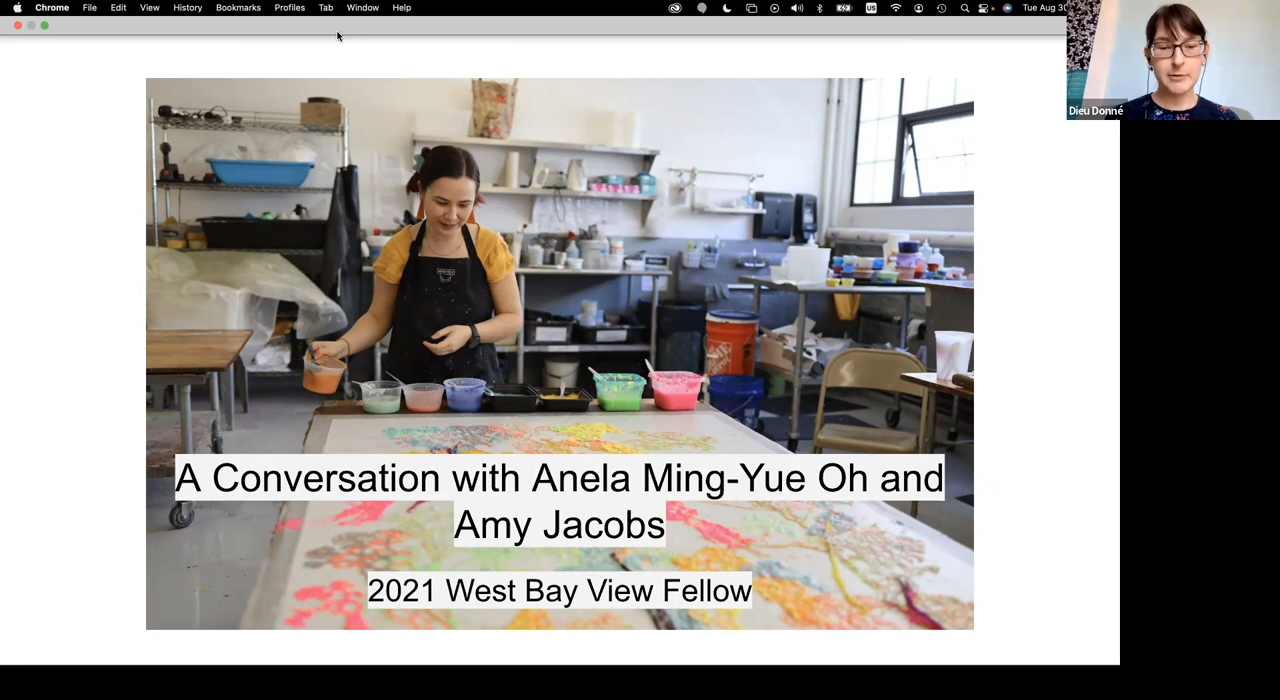 Chrome File Edit View History Bookmarks Profiles Tab Window Help US Tue Aug 30
Dieu Donné
A Conversation with Anela Ming-Yue Oh and
Amy Jacobs
2021 West Bay View Fellow